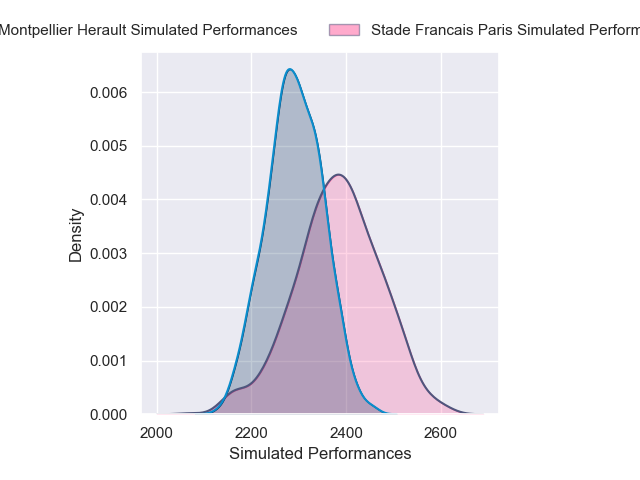 Montpellier Herault Simulated Performances
Stade Francais Paris Simulated
0.006
0.005
0.004
0.003
0.002
0.001
0.000
Density
2000 2200 2400 2600
Simulated Performances